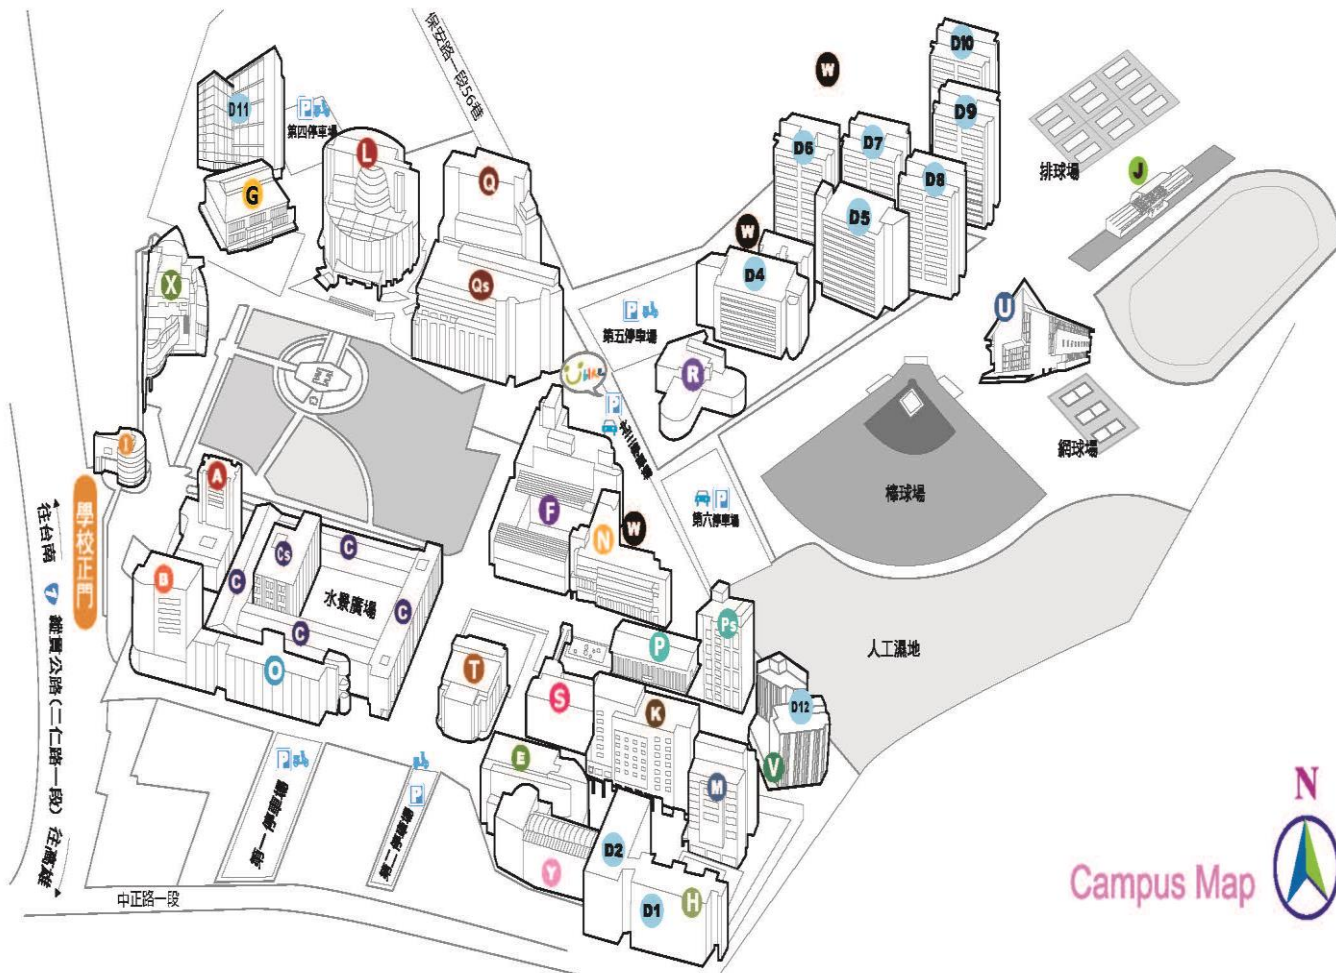 保安路一段56巷
D10
W
D11
P
第四停車場
D9
D6
D7
L
排球場
J
Q
D8
G
D5
W
D4
X
Qs
U
P
第五停車場
Ubike
R
P
網球場
I
A
棒球場
P
第六停車場
F
往台南
學校正門
N
W
C
Cs
B
C
水景廣場
C
C
1
縱貫公路(二仁路一段)
往高雄
O
P
Ps
人工濕地
T
S
K
D12
E
V
M
P
第一停車場
P
第二停車場
N
D2
Y
H
D1
Campus Map
中正路一段